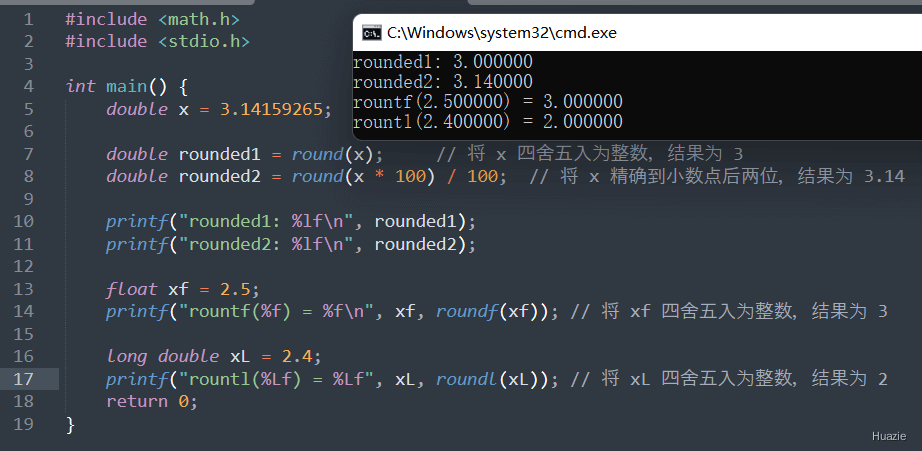 1 #include <math.h>
2 #include <stdio.h>
3
4 int main() {
5 double x = 3.14159265;
6
7 double rounded1 = round(x); // 将 x 四舍五入为整数, 结果为 3
8 double rounded2 = round(x * 100) / 100; // 将 x 精确到小数点后两位, 结果为 3.14
9
10 printf("rounded1: %lf\n", rounded1);
11 printf("rounded2: %lf\n", rounded2);
12
13 float xf = 2.5;
14 printf("rountf(%f) = %f\n", xf, roundf(xf)); // 将 xf 四舍五入为整数, 结果为 3
15
16 long double xL = 2.4;
17 printf("rountl(%Lf) = %Lf", xL, roundl(xL)); // 将 xL 四舍五入为整数, 结果为 2
18 return 0;
19 }
C:\Windows\system32\cmd.exe
rounded1: 3.000000
rounded2: 3.140000
rountf(2.500000) = 3.000000
rountl(2.400000) = 2.000000
Huazie